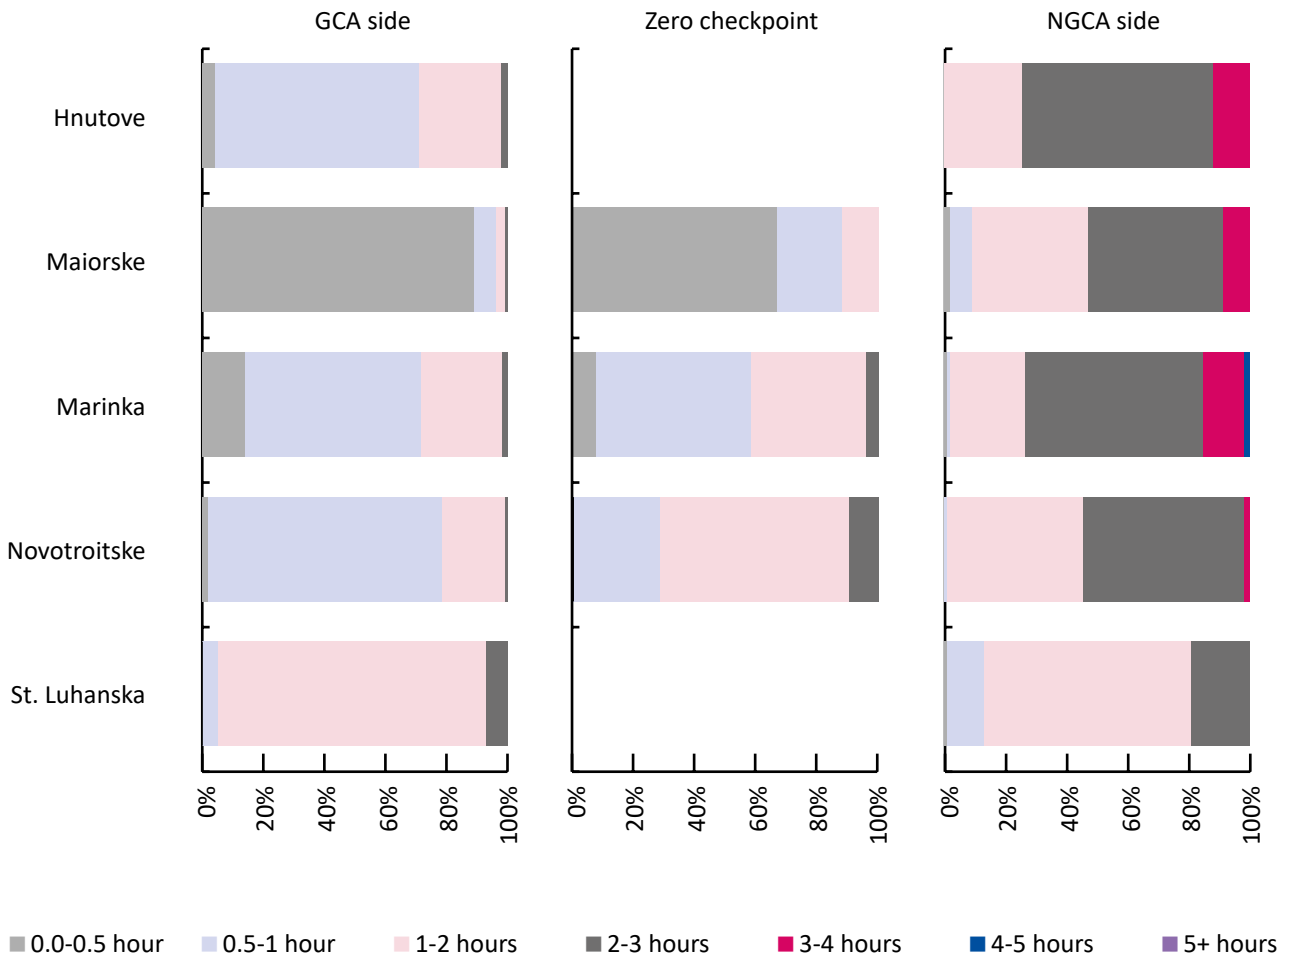 GCA side
Zero checkpoint
NGCA side
Hnutove
Maiorske
Marinka
Novotroitske
St. Luhanska
0% 20% 40% 60% 80% 100%
0% 20% 40% 60% 80% 100%
0% 20% 40% 60% 80% 100%
0.0-0.5 hour 0.5-1 hour 1-2 hours 2-3 hours 3-4 hours 4-5 hours 5+ hours